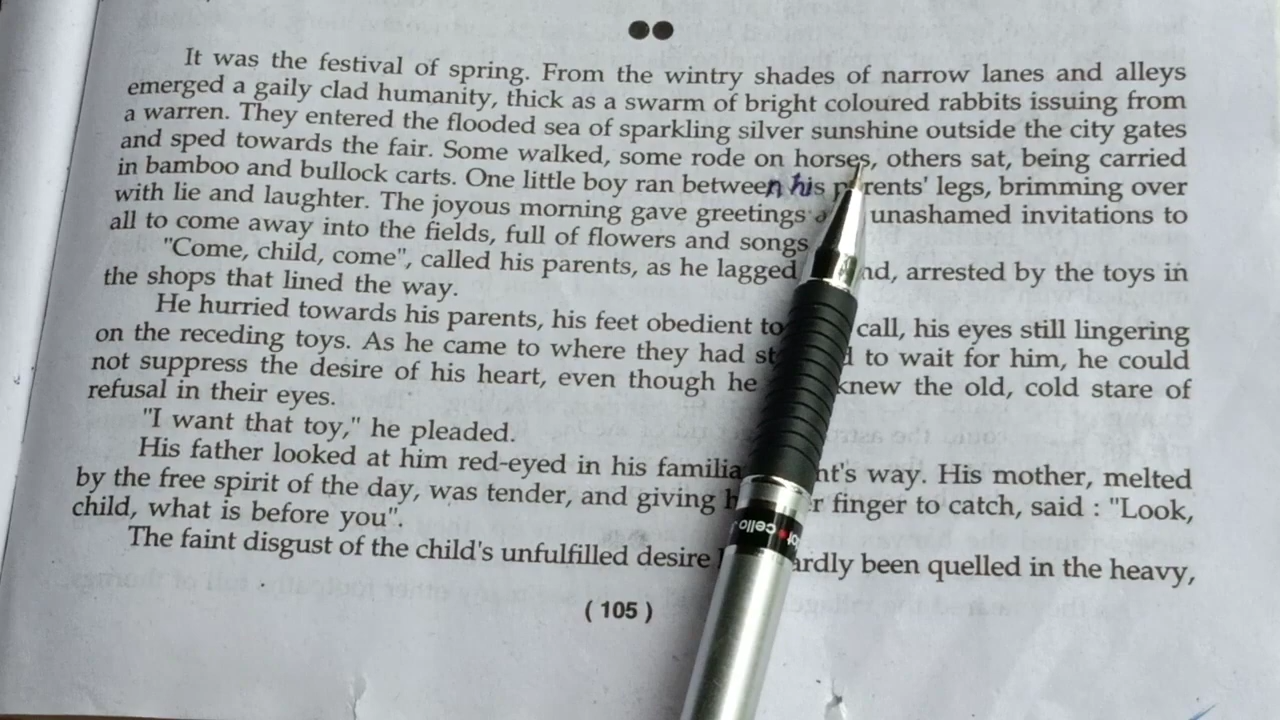 It was the festival of spring. From the wintry shades of narrow lanes and alleys
emerged a gaily clad humanity, thick as a swarm of bright coloured rabbits issuing from
a warren. They entered the flooded sea of sparkling silver sunshine outside the city gates
and sped towards the fair. Some walked, some rode on horses, others sat, being carried
in bamboo and bullock carts. One little boy ran between his parents' legs, brimming over
with lie and laughter. The joyous morning gave greetings unashamed invitations to
all to come away into the fields, full of flowers and songs
"Come, child, come", called his parents, as he lagged arrested by the toys in
the shops that lined the way.
He hurried towards his parents, his feet obedient to call, his eyes still lingering
on the receding toys. As he came to where they had to wait for him, he could
not suppress the desire of his heart, even though he knew the old, cold stare of
refusal in their eyes.
"I want that toy," he pleaded.
His father looked at him red-eyed in his way. His mother, melted
by the free spirit of the day, was tender, and giving finger to catch, said : "Look,
child, what is before you".
The faint disgust of the child's unfulfilled desire been quelled in the heavy,
( 105 )
cello